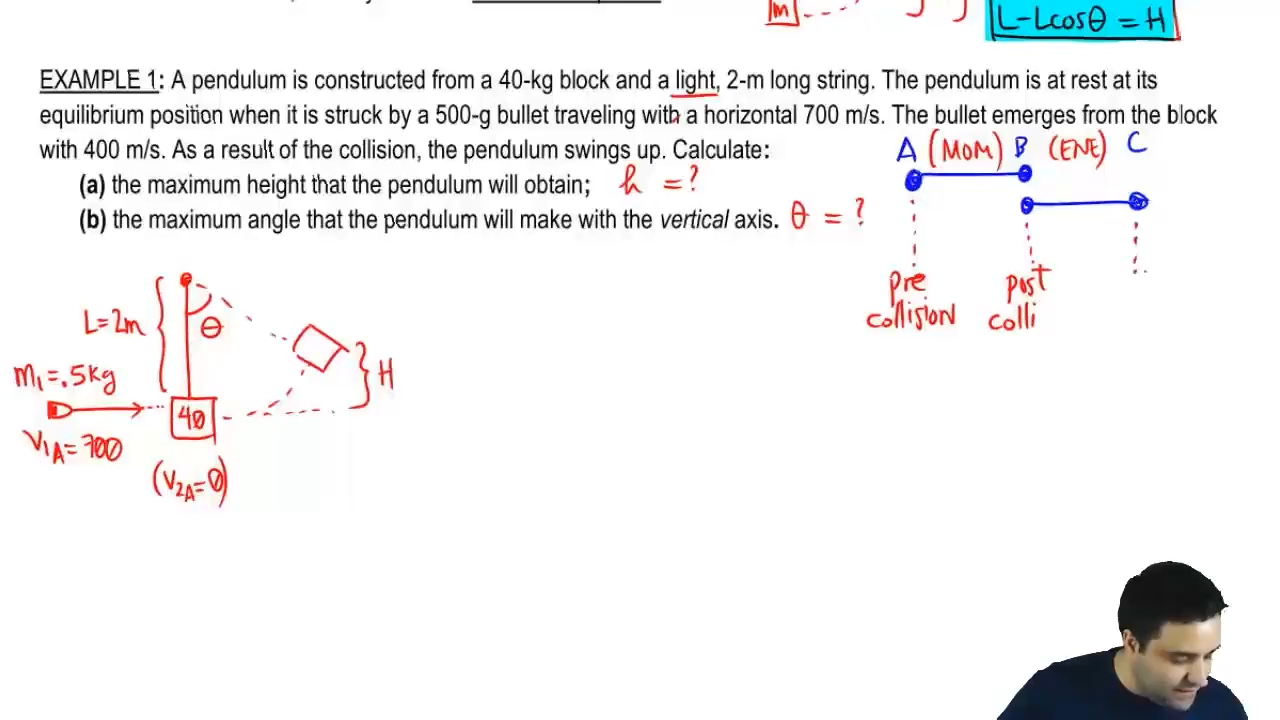 m
L-Lcosθ = H
EXAMPLE 1: A pendulum is constructed from a 40-kg block and a light, 2-m long string. The pendulum is at rest at its
equilibrium position when it is struck by a 500-g bullet traveling with a horizontal 700 m/s. The bullet emerges from the block
with 400 m/s. As a result of the collision, the pendulum swings up. Calculate:
(a) the maximum height that the pendulum will obtain; h = ?
(b) the maximum angle that the pendulum will make with the vertical axis. θ = ?
A (MOM) B (ENE) C
pre
collision
post
colli
L=2m
θ
H
m₁=.5kg
40
V₁A=700
(V₂A=0)